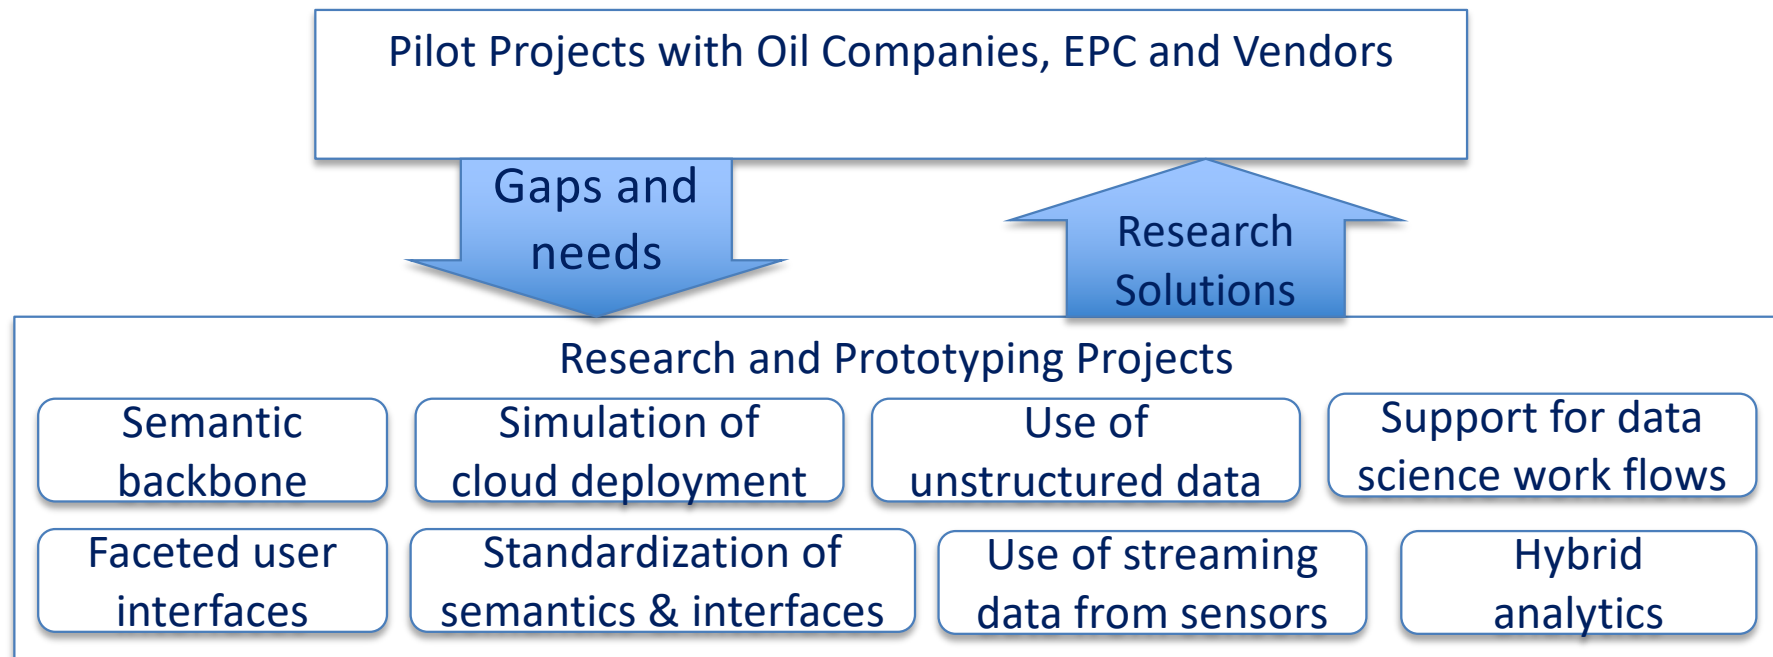 Pilot Projects with Oil Companies, EPC and Vendors
Gaps and
needs
Research
Solutions
Research and Prototyping Projects
Semantic
backbone
Simulation of
cloud deployment
Use of
unstructured data
Support for data
science work flows
Faceted user
interfaces
Standardization of
semantics & interfaces
Use of streaming
data from sensors
Hybrid
analytics